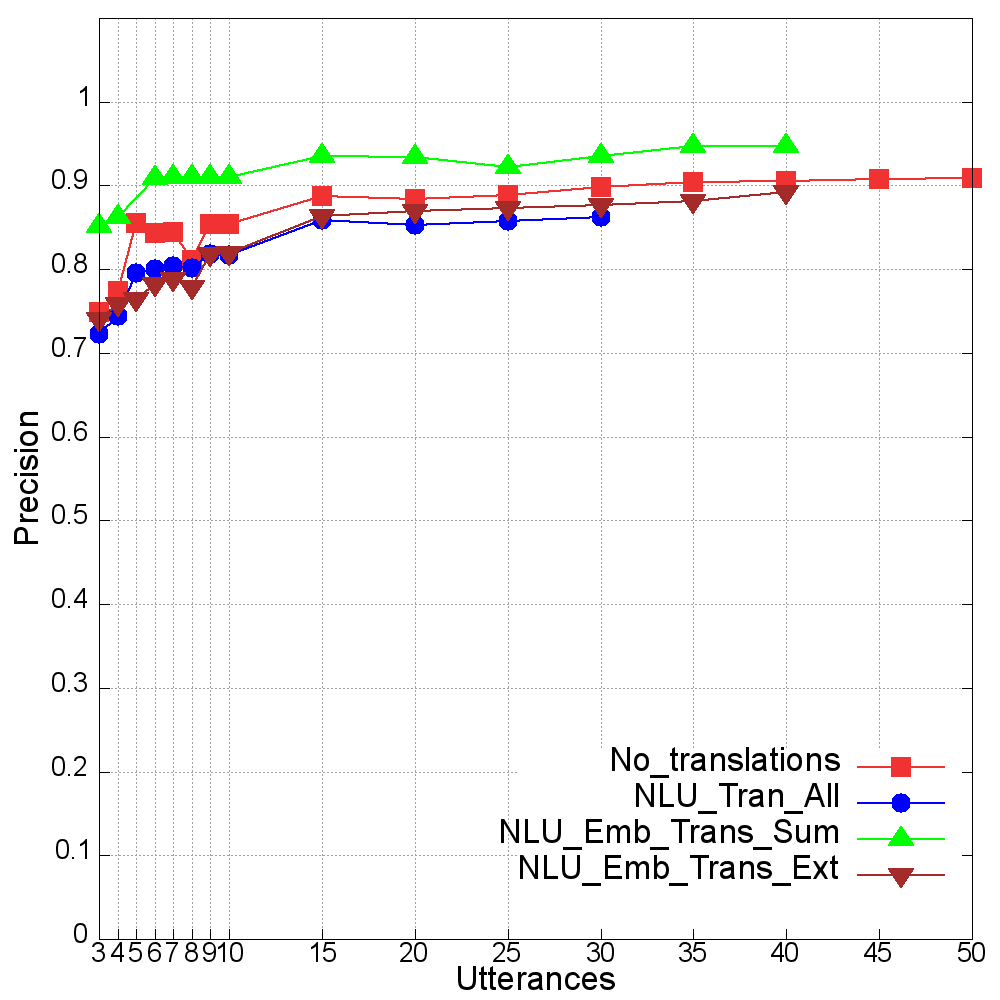 1
0.9
0.8
0.7
0.6
0.5
0.4
0.3
0.2
0.1
0
Precision
No_translations
NLU_Tran_All
NLU_Emb_Trans_Sum
NLU_Emb_Trans_Ext
3 4 5 6 7 8 9 10 15 20 25 30 35 40 45 50
Utterances